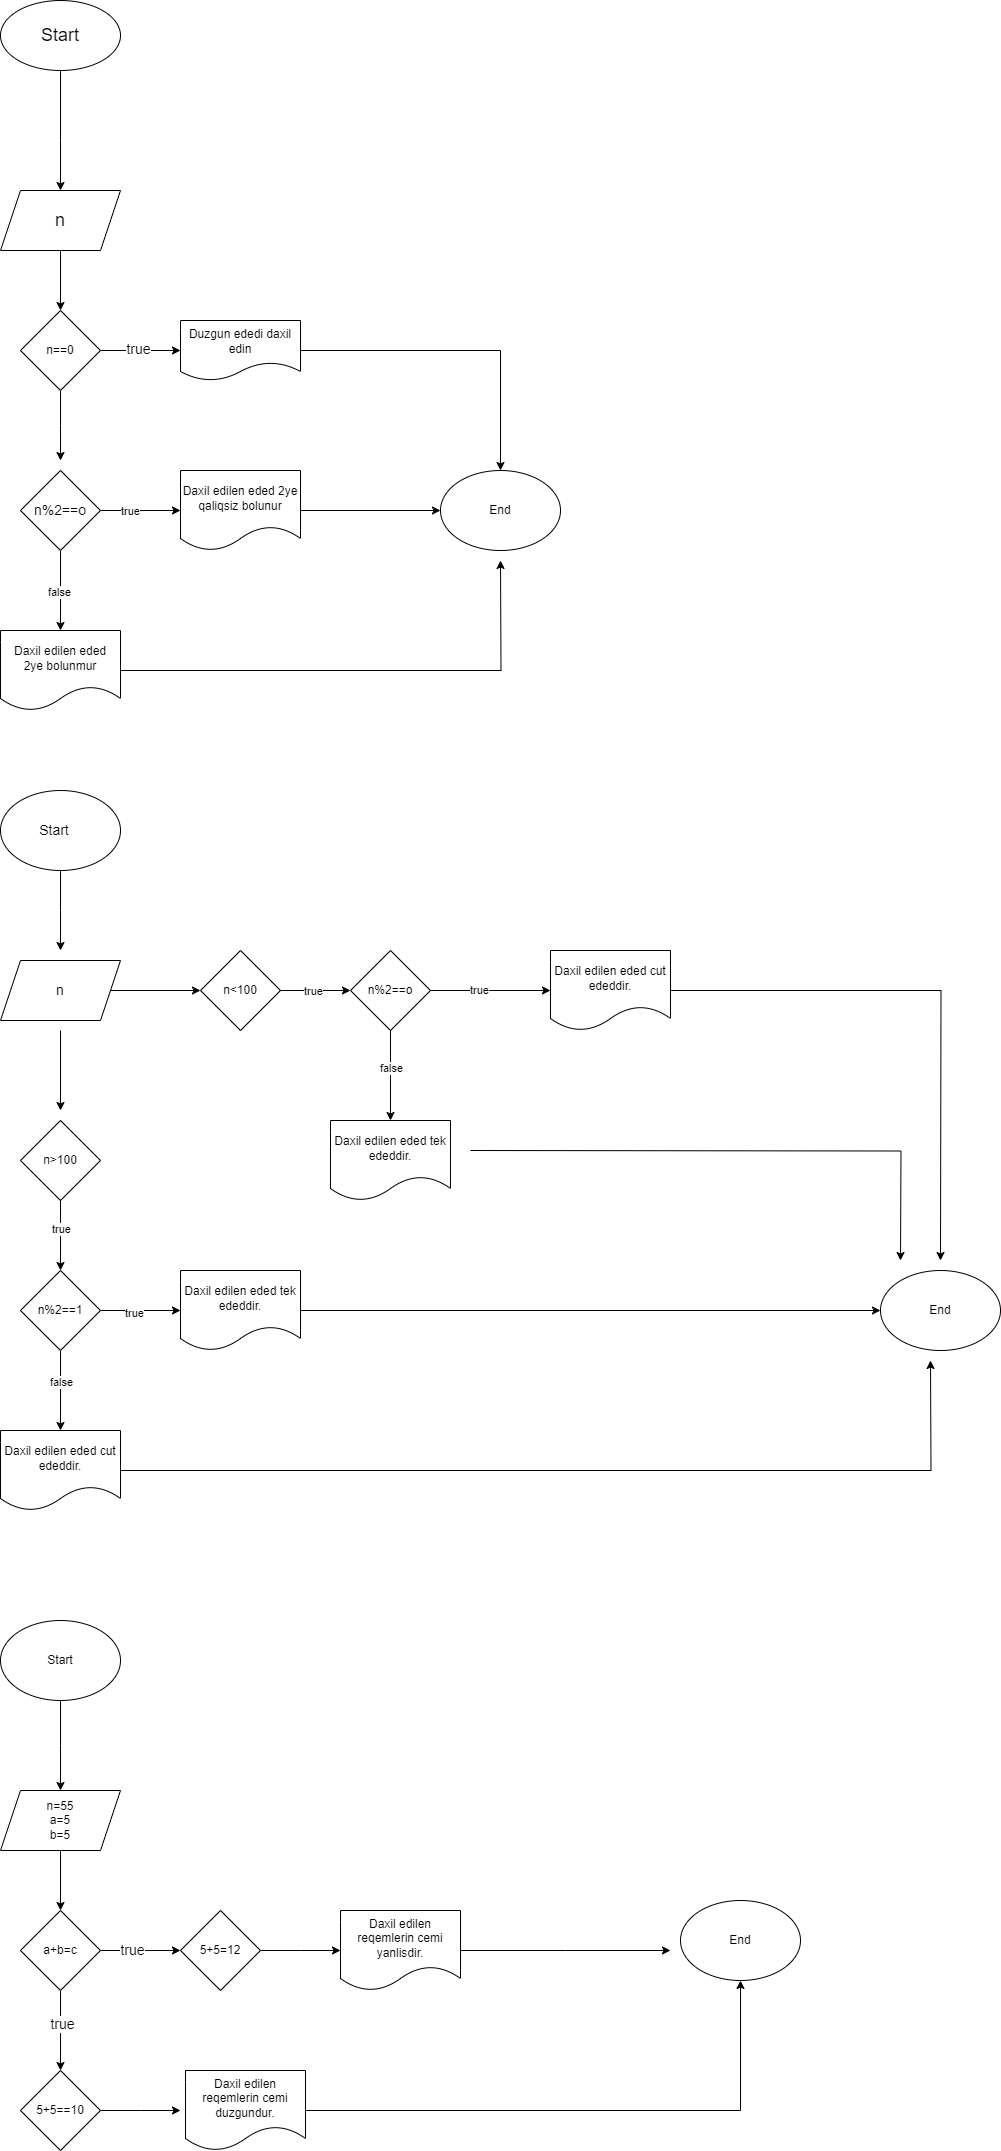 Start
n
n==0
true
Duzgun ededi daxil
edin
n%2==o
true
Daxil edilen eded 2ye
qaliqsiz bolunur
End
false
Daxil edilen eded
2ye bolunmur
Start
n
n<100
true
n%2==o
true
Daxil edilen eded cut
ededdir.
false
Daxil edilen eded tek
ededdir.
n>100
true
n%2==1
true
Daxil edilen eded tek
ededdir.
End
false
Daxil edilen eded cut
ededdir.
Start
n=55
a=5
b=5
a+b=c
true
5+5=12
Daxil edilen
reqemlerin cemi
yanlisdir.
End
true
5+5==10
Daxil edilen
reqemlerin cemi
duzgundur.